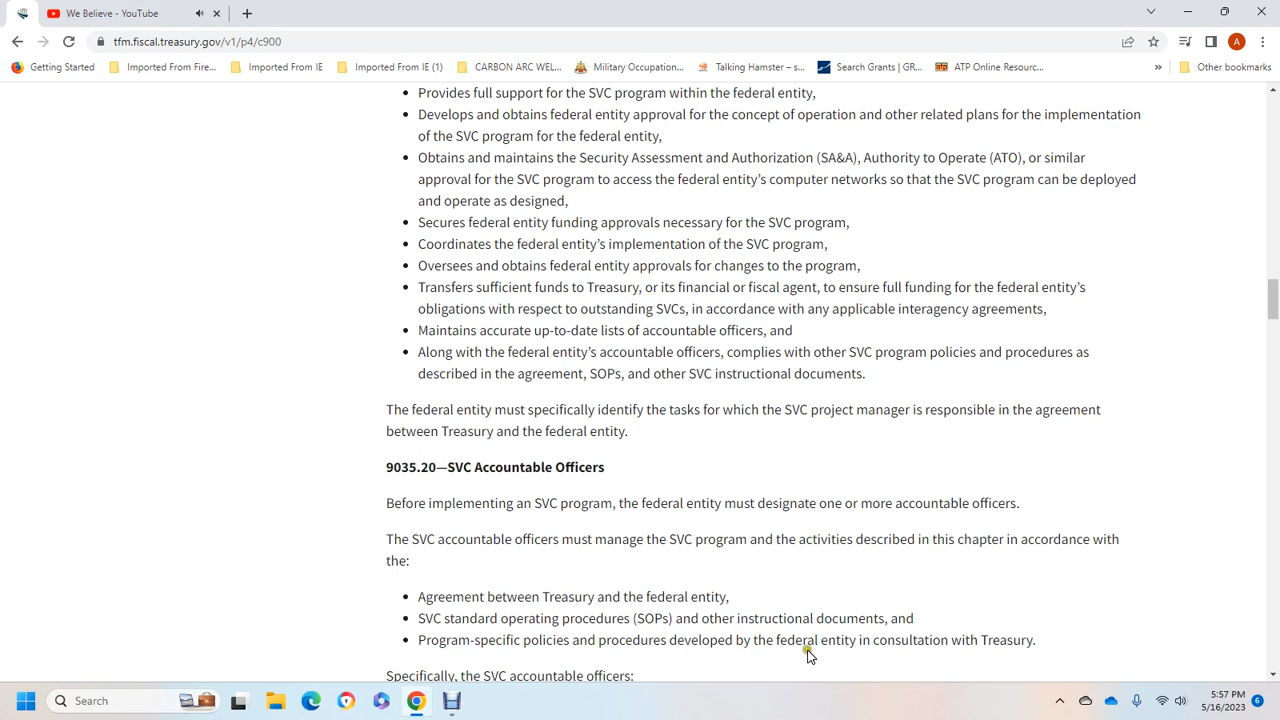 We Believe - YouTube
tfm.fiscal.treasury.gov/v1/p4/c900
A
Getting Started
Imported From Fire...
Imported From IE
Imported From IE (1)
CARBON ARC WEL...
Military Occupation...
Talking Hamster – s...
Search Grants | GR...
ATP Online Resourc...
»
Other bookmarks
• Provides full support for the SVC program within the federal entity,
• Develops and obtains federal entity approval for the concept of operation and other related plans for the implementation
of the SVC program for the federal entity,
• Obtains and maintains the Security Assessment and Authorization (SA&A), Authority to Operate (ATO), or similar
approval for the SVC program to access the federal entity’s computer networks so that the SVC program can be deployed
and operate as designed,
• Secures federal entity funding approvals necessary for the SVC program,
• Coordinates the federal entity’s implementation of the SVC program,
• Oversees and obtains federal entity approvals for changes to the program,
• Transfers sufficient funds to Treasury, or its financial or fiscal agent, to ensure full funding for the federal entity’s
obligations with respect to outstanding SVCs, in accordance with any applicable interagency agreements,
• Maintains accurate up-to-date lists of accountable officers, and
• Along with the federal entity’s accountable officers, complies with other SVC program policies and procedures as
described in the agreement, SOPs, and other SVC instructional documents.
The federal entity must specifically identify the tasks for which the SVC project manager is responsible in the agreement
between Treasury and the federal entity.
9035.20—SVC Accountable Officers
Before implementing an SVC program, the federal entity must designate one or more accountable officers.
The SVC accountable officers must manage the SVC program and the activities described in this chapter in accordance with
the:
• Agreement between Treasury and the federal entity,
• SVC standard operating procedures (SOPs) and other instructional documents, and
• Program-specific policies and procedures developed by the federal entity in consultation with Treasury.
Specifically, the SVC accountable officers:
Search
5:57 PM
5/16/2023
6